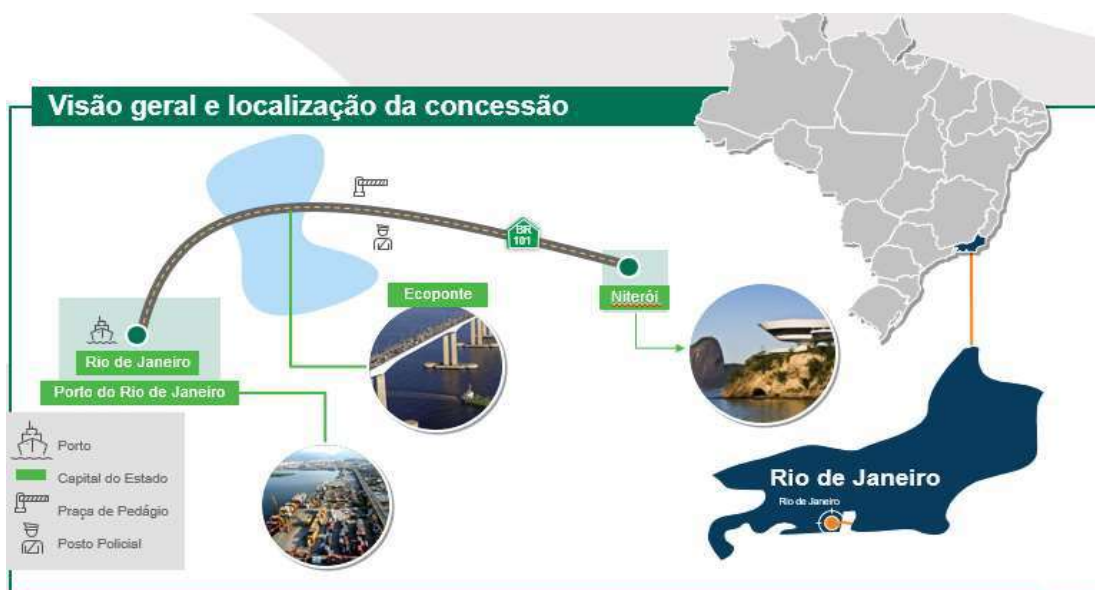 Visão geral e localização da concessão
BR
101
Ecoponte
Niterói
Rio de Janeiro
Porto do Rio de Janeiro
Porto
Capital do Estado
Praça de Pedágio
Posto Policial
Rio de Janeiro
Rio de Janeiro